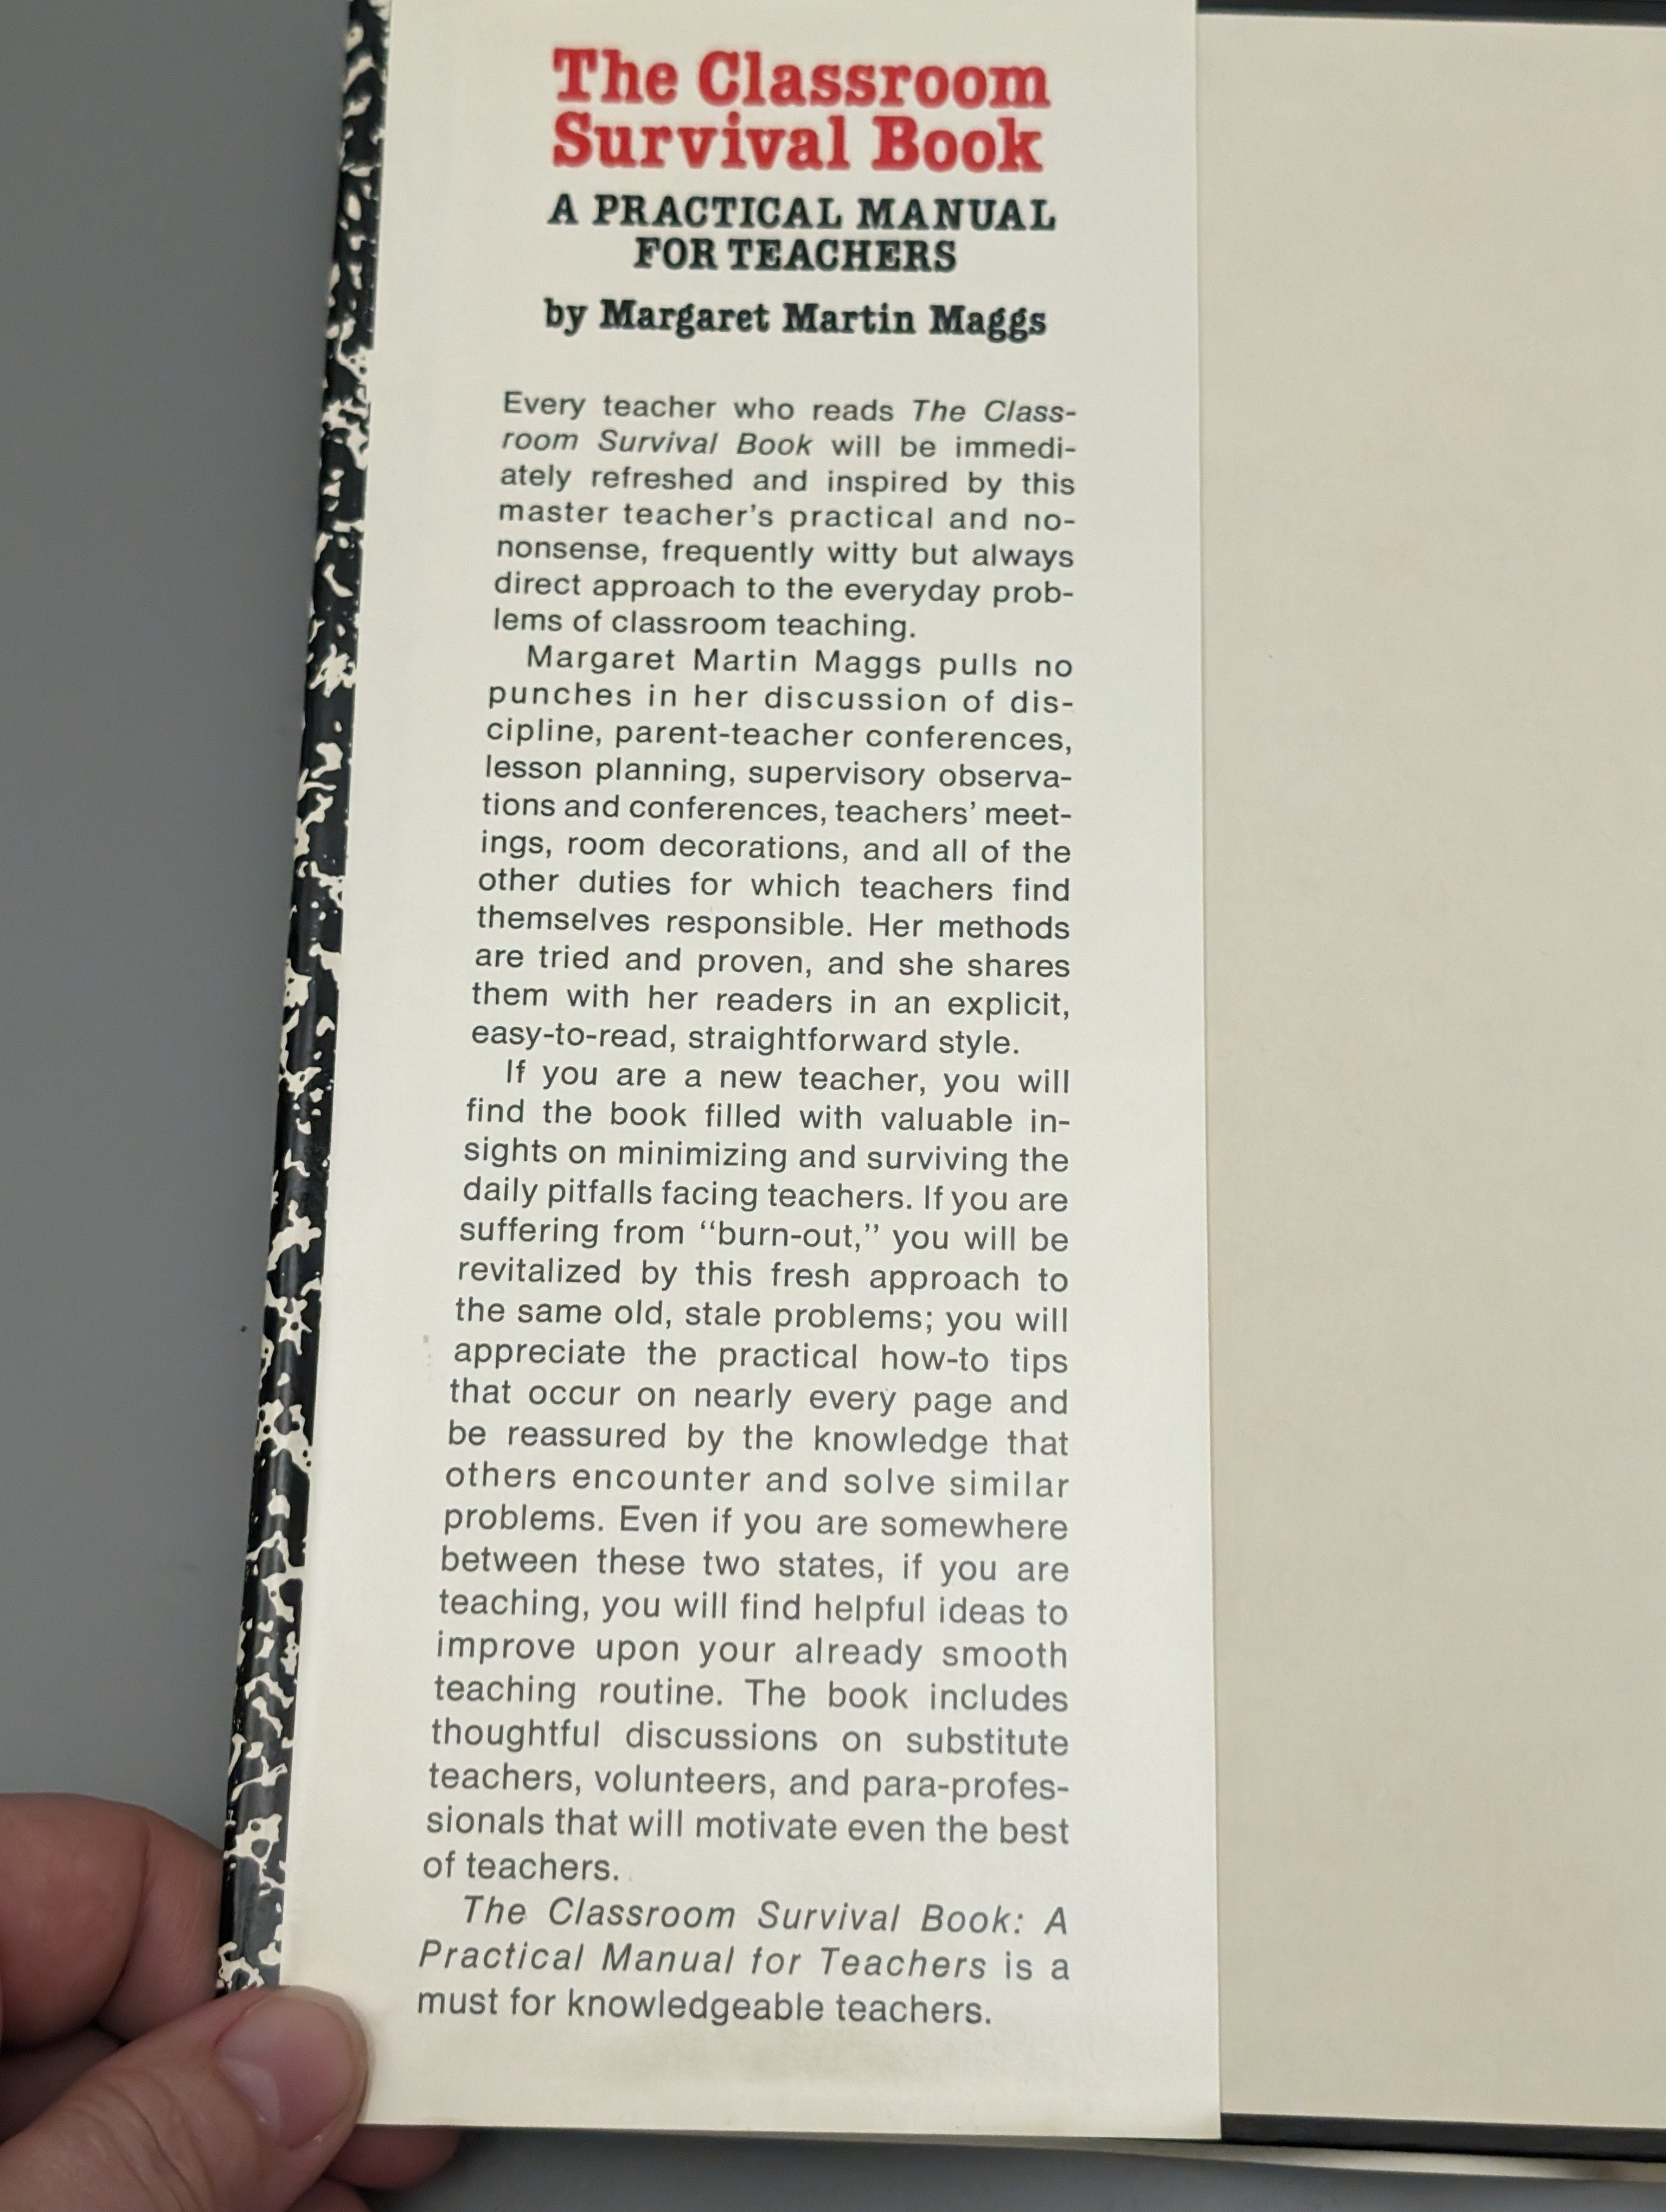 The Classroom
Survival Book
A PRACTICAL MANUAL
FOR TEACHERS
by Margaret Martin Maggs
Every teacher who reads The Class-
room Survival Book will be immedi-
ately refreshed and inspired by this
master teacher's practical and no-
nonsense, frequently witty but always
direct approach to the everyday prob-
lems of classroom teaching.
Margaret Martin Maggs pulls no
punches in her discussion of dis-
cipline, parent-teacher conferences,
lesson planning, supervisory observa-
tions and conferences, teachers' meet-
ings, room decorations, and all of the
other duties for which teachers find
themselves responsible. Her methods
are tried and proven, and she shares
them with her readers in an explicit,
easy-to-read, straightforward style.
If you are a new teacher, you will
find the book filled with valuable in-
sights on minimizing and surviving the
daily pitfalls facing teachers. If you are
suffering from "burn-out," you will be
revitalized by this fresh approach to
the same old, stale problems; you will
appreciate the practical how-to tips
that occur on nearly every page and
be reassured by the knowledge that
others encounter and solve similar
problems. Even if you are somewhere
between these two states, if you are
teaching, you will find helpful ideas to
improve upon your already smooth
teaching routine. The book includes
thoughtful discussions on substitute
teachers, volunteers, and para-profes-
sionals that will motivate even the best
of teachers.
The Classroom Survival Book: A
Practical Manual for Teachers is a
must for knowledgeable teachers.